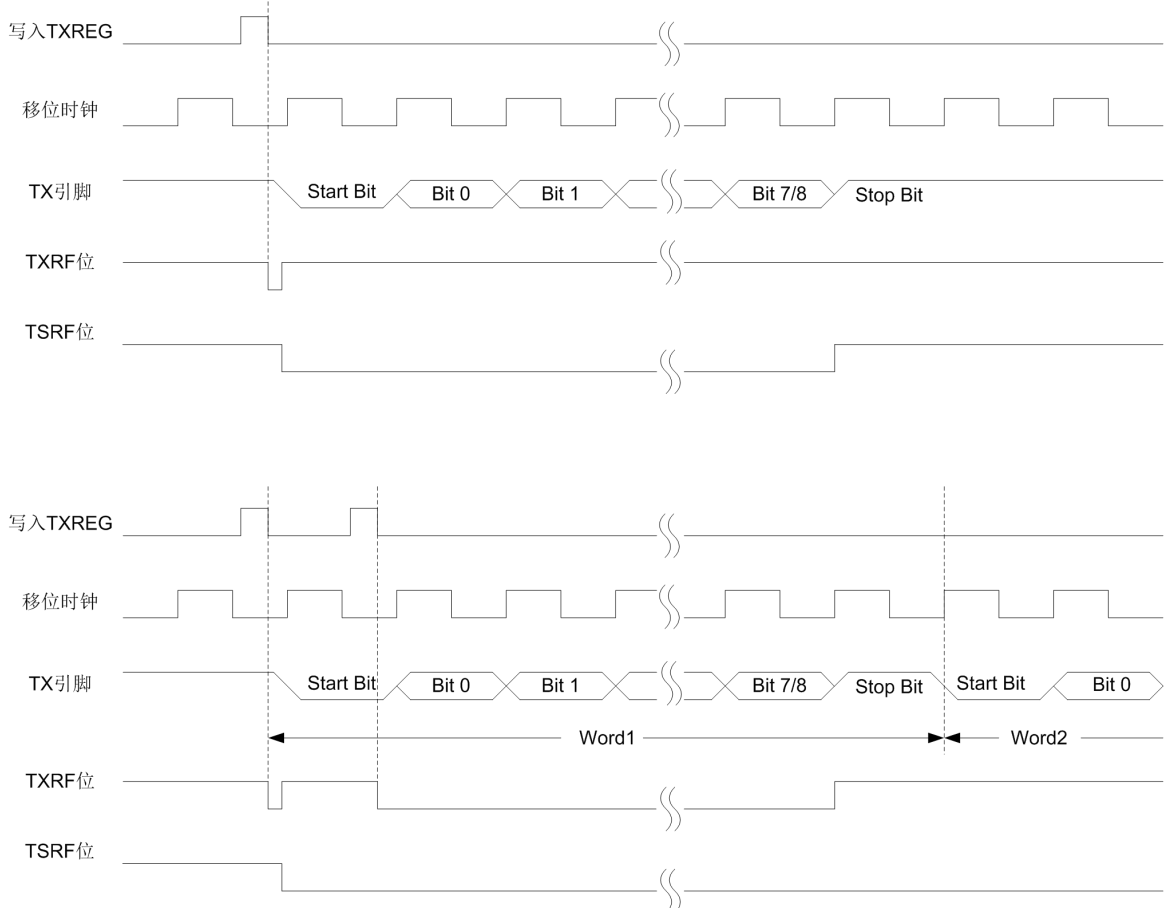 写入TXREG
移位时钟
TX引脚 Start Bit Bit 0 Bit 1 Bit 7/8 Stop Bit
TXRF位
TSRF位
写入TXREG
移位时钟
TX引脚 Start Bit Bit 0 Bit 1 Bit 7/8 Stop Bit Start Bit Bit 0
Word1 Word2
TXRF位
TSRF位